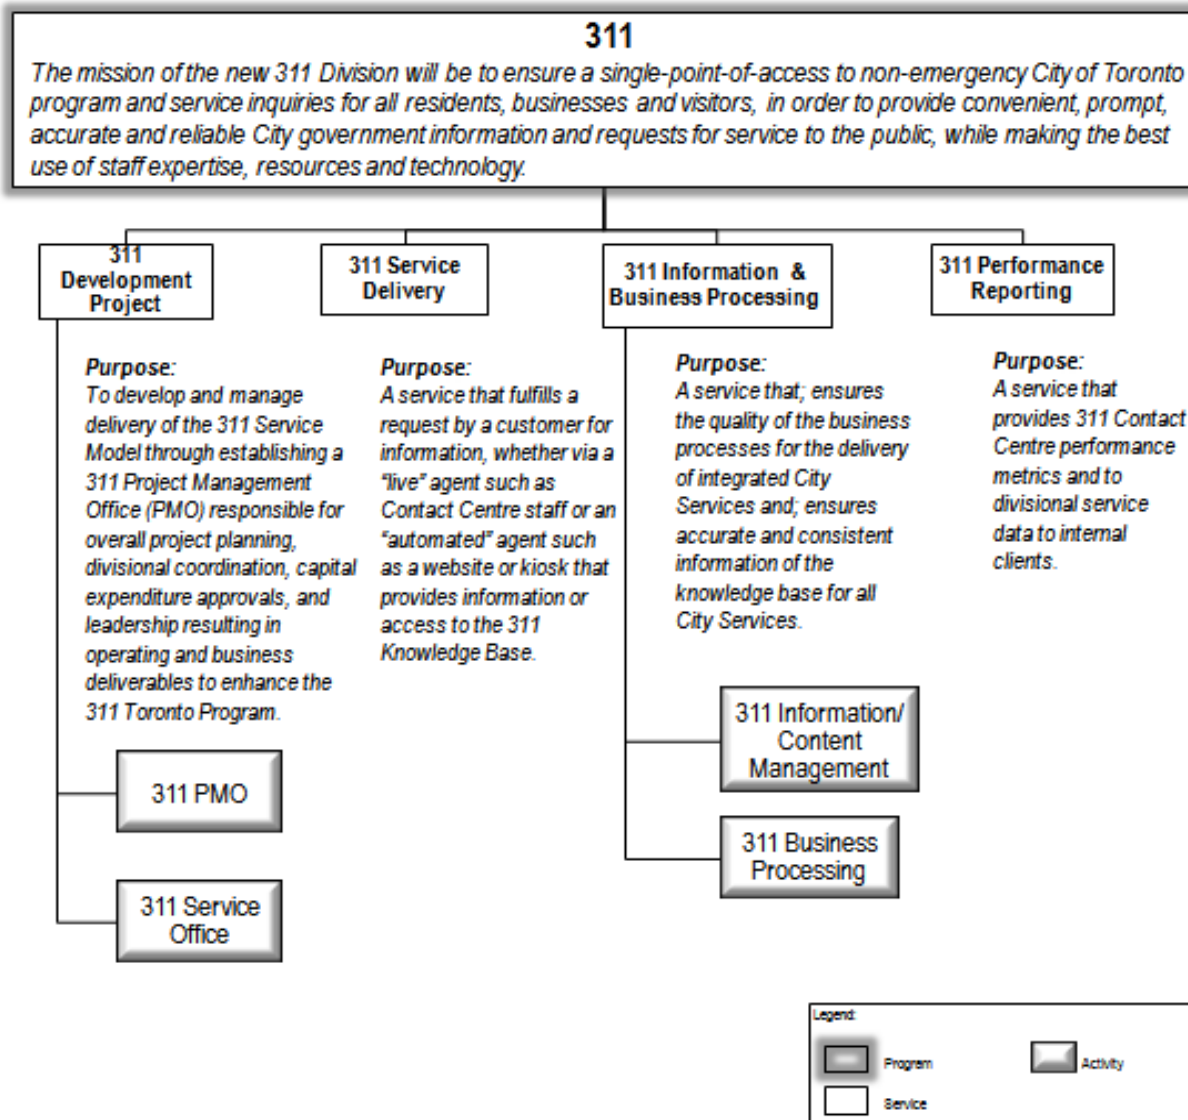 311
The mission of the new 311 Division will be to ensure a single-point-of-access to non-emergency City of Toronto
program and service inquiries for all residents, businesses and visitors, in order to provide convenient, prompt,
accurate and reliable City government information and requests for service to the public, while making the best
use of staff expertise, resources and technology.
311
Development
Project
311 Service
Delivery
311 Information &
Business Processing
311 Performance
Reporting
Purpose:
To develop and manage
delivery of the 311 Service
Model through establishing a
311 Project Management
Office (PMO) responsible for
overall project planning,
divisional coordination, capital
expenditure approvals, and
leadership resulting in
operating and business
deliverables to enhance the
311 Toronto Program.
Purpose:
A service that fulfills a
request by a customer for
information, whether via a
"live" agent such as
Contact Centre staff or an
"automated" agent such
as a website or kiosk that
provides information or
access to the 311
Knowledge Base.
Purpose:
A service that; ensures
the quality of the business
processes for the delivery
of integrated City
Services and; ensures
accurate and consistent
information of the
knowledge base for all
City Services.
Purpose:
A service that
provides 311 Contact
Centre performance
metrics and to
divisional service
data to internal
clients.
311 PMO
311 Service
Office
311 Information/
Content
Management
311 Business
Processing
Legend:
Program
Activity
Service